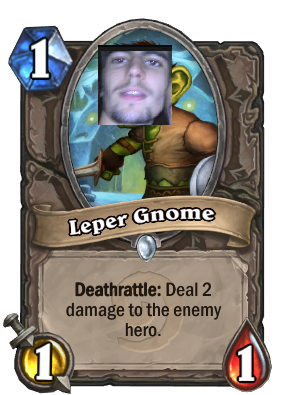 1
Leper Gnome
Deathrattle: Deal 2
damage to the enemy
hero.
1
1